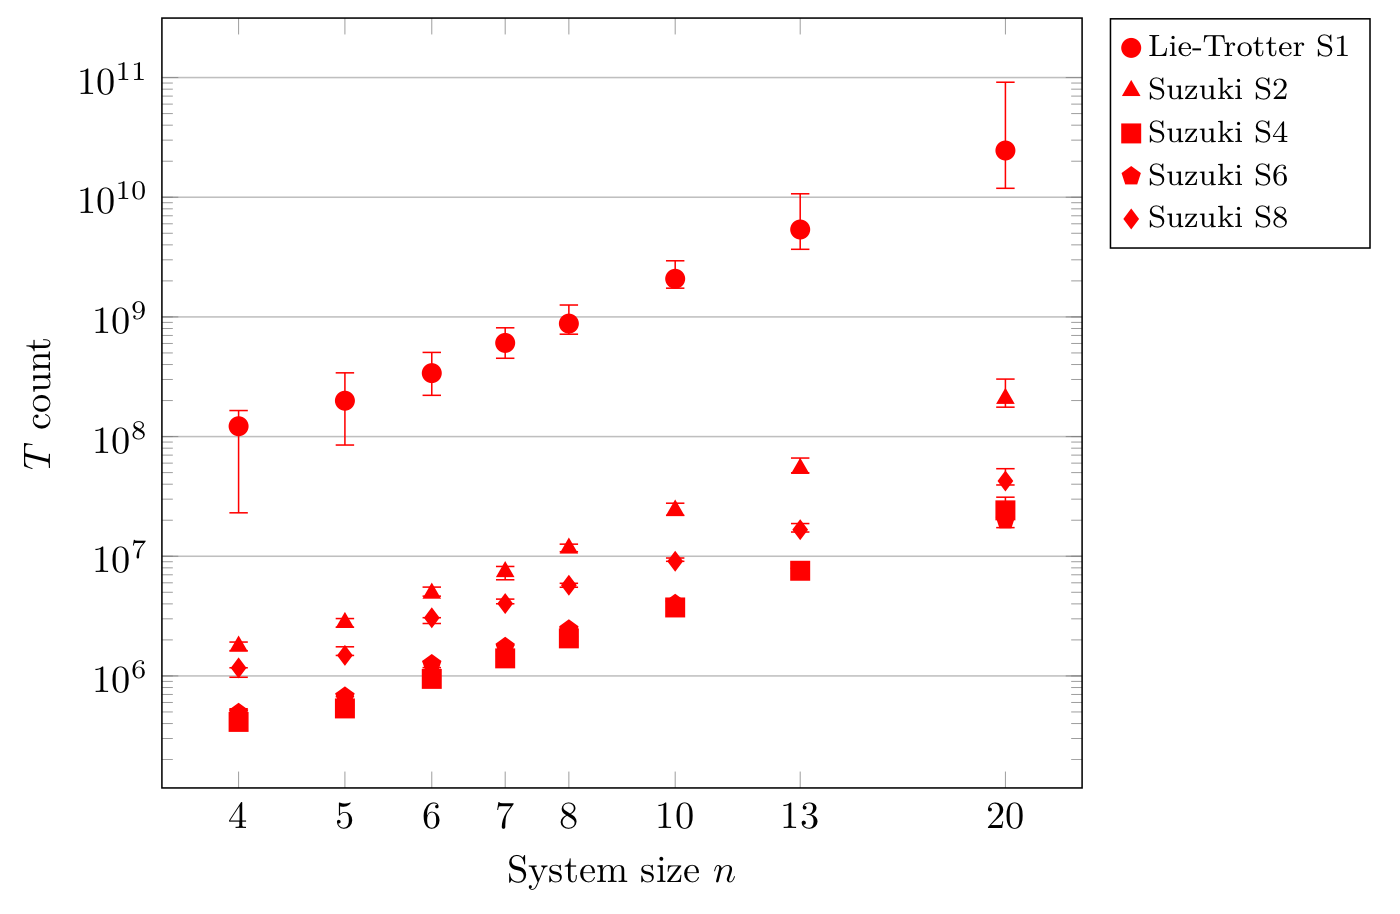 10^11
10^10
10^9
10^8
10^7
10^6
T count
4 5 6 7 8 10 13 20
System size n
Lie-Trotter S1
Suzuki S2
Suzuki S4
Suzuki S6
Suzuki S8